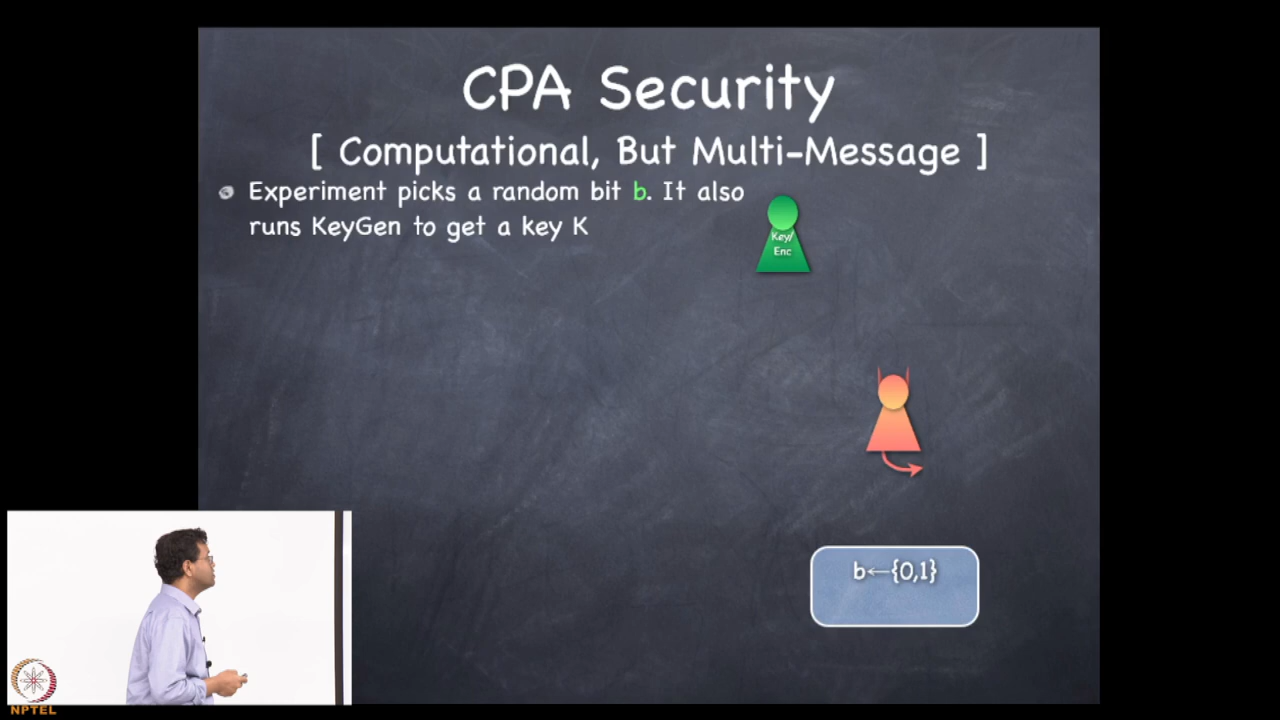 CPA Security
[ Computational, But Multi-Message ]
Experiment picks a random bit b. It also
runs KeyGen to get a key K
Key/
Enc
b←{0,1}
NPTEL